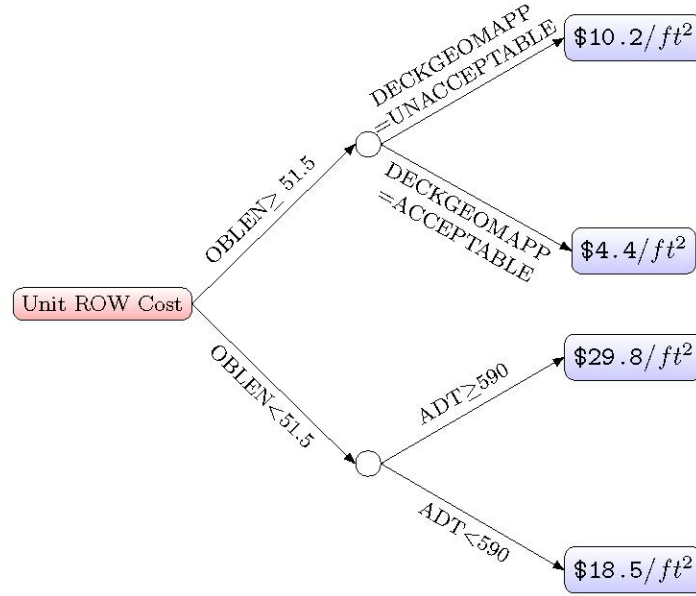 DECKGEOMAPP
=UNACCEPTABLE
$10.2/ft²
OBLEN≥ 51.5
DECKGEOMAPP
=ACCEPTABLE
$4.4/ft²
Unit ROW Cost
OBLEN<51.5
ADT≥590
$29.8/ft²
ADT<590
$18.5/ft²